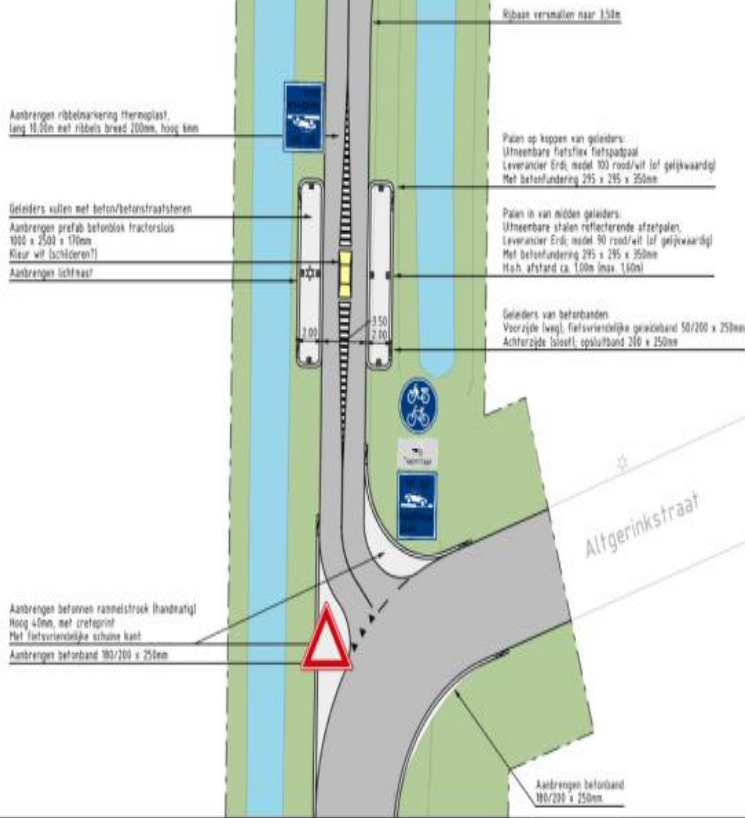 Rijbaan versmallen naar 3,50m
Aanbrengen ribbelmarkering thermoplast,
lang 10,00m met ribbels breed 200mm, hoog 6mm
Palen op koppen van geleiders:
Uitneembare fietsflex fietspadpaal
Leverancier Erdi; model 100 rood/wit (of gelijkwaardig)
Met betonfundering 295 x 295 x 350mm
Geleiders vullen met beton/betonstraatstenen
Aanbrengen prefab betonblok tractorsluis
1000 x 2500 x 170mm
Kleur wit (schilderen?)
Aanbrengen lichtmast
Palen in van midden geleiders:
Uitneembare stalen reflecterende afzetpalen,
Leverancier Erdi; model 90 rood/wit (of gelijkwaardig)
Met betonfundering 295 x 295 x 350mm
H.o.h. afstand ca. 1,00m (max. 1,60m)
Geleiders van betonbanden:
Voorzijde (weg); fietsvriendelijke geleideband 50/200 x 250mm
Achterzijde (sloot); opsluitband 200 x 250mm
2.00
3.50
2.00
Altgerinkstraat
Aanbrengen betonnen rammelstrook (handmatig)
Hoog 40mm, met creteprint
Met fietsvriendelijke schuine kant
Aanbrengen betonband 180/200 x 250mm
Aanbrengen betonband
180/200 x 250mm